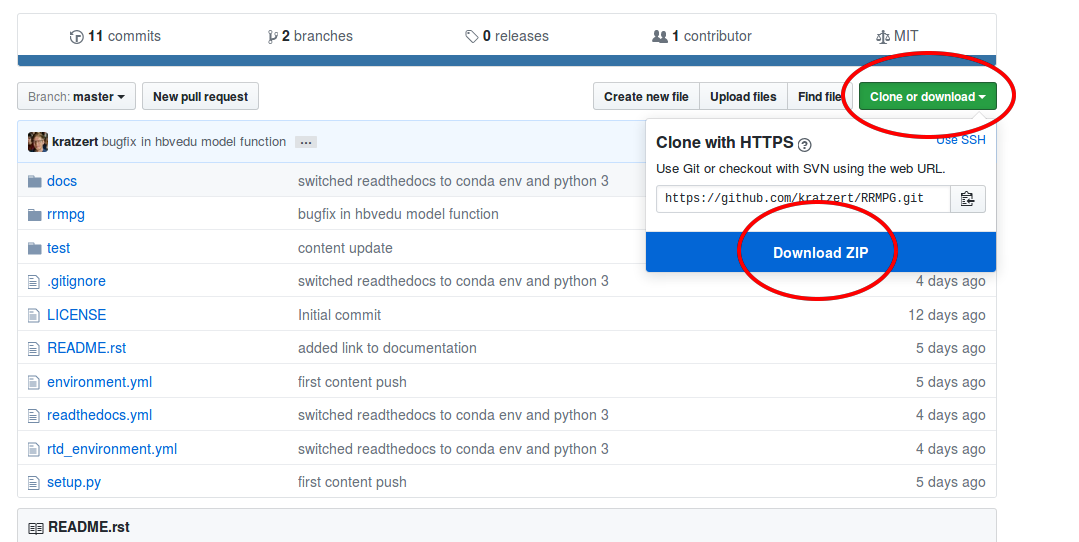 11 commits 2 branches 0 releases 1 contributor MIT
Branch: master New pull request Create new file Upload files Find file Clone or download
kratzert bugfix in hbvedu model function ...
Clone with HTTPS ? Use SSH
Use Git or checkout with SVN using the web URL.
https://github.com/kratzert/RRMPG.git
Download ZIP
docs switched readthedocs to conda env and python 3
rrmpg bugfix in hbvedu model function
test content update
.gitignore switched readthedocs to conda env and python 3 4 days ago
LICENSE Initial commit 12 days ago
README.rst added link to documentation 5 days ago
environment.yml first content push 5 days ago
readthedocs.yml switched readthedocs to conda env and python 3 4 days ago
rtd_environment.yml switched readthedocs to conda env and python 3 4 days ago
setup.py first content push 5 days ago
README.rst